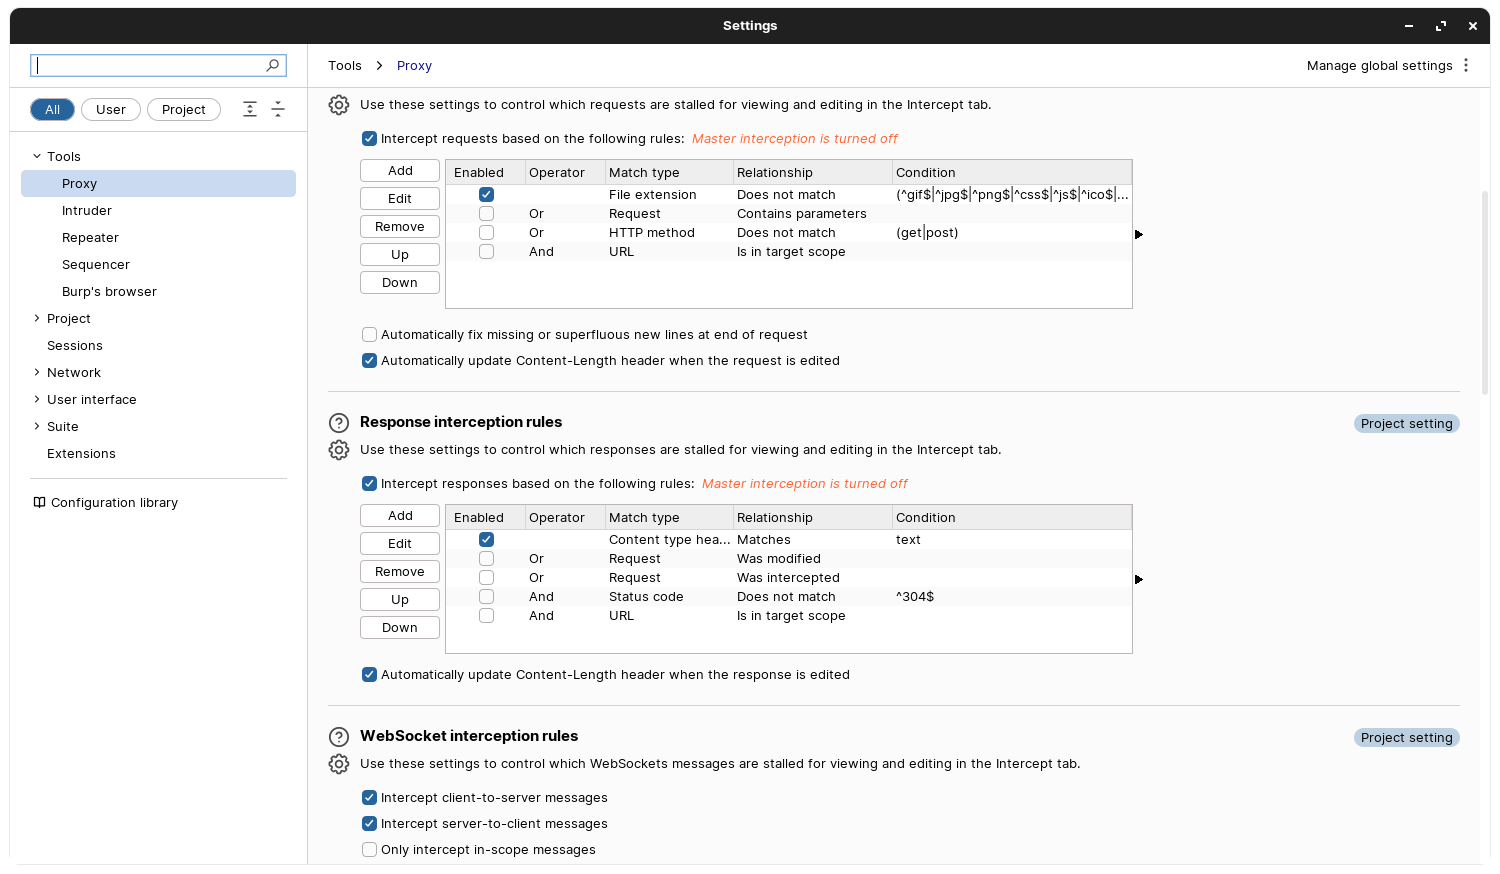 Settings
Tools > Proxy
Manage global settings
All
User
Project
Tools
Proxy
Intruder
Repeater
Sequencer
Burp's browser
Project
Sessions
Network
User interface
Suite
Extensions
Configuration library
Use these settings to control which requests are stalled for viewing and editing in the Intercept tab.
Intercept requests based on the following rules: Master interception is turned off
Add
Edit
Remove
Up
Down
Enabled Operator Match type Relationship Condition
File extension Does not match (^gif$|^jpg$|^png$|^css$|^js$|^ico$|...
Or Request Contains parameters
Or HTTP method Does not match (get|post)
And URL Is in target scope
Automatically fix missing or superfluous new lines at end of request
Automatically update Content-Length header when the request is edited
Response interception rules
Project setting
Use these settings to control which responses are stalled for viewing and editing in the Intercept tab.
Intercept responses based on the following rules: Master interception is turned off
Add
Edit
Remove
Up
Down
Enabled Operator Match type Relationship Condition
Content type hea... Matches text
Or Request Was modified
Or Request Was intercepted
And Status code Does not match ^304$
And URL Is in target scope
Automatically update Content-Length header when the response is edited
WebSocket interception rules
Project setting
Use these settings to control which WebSockets messages are stalled for viewing and editing in the Intercept tab.
Intercept client-to-server messages
Intercept server-to-client messages
Only intercept in-scope messages